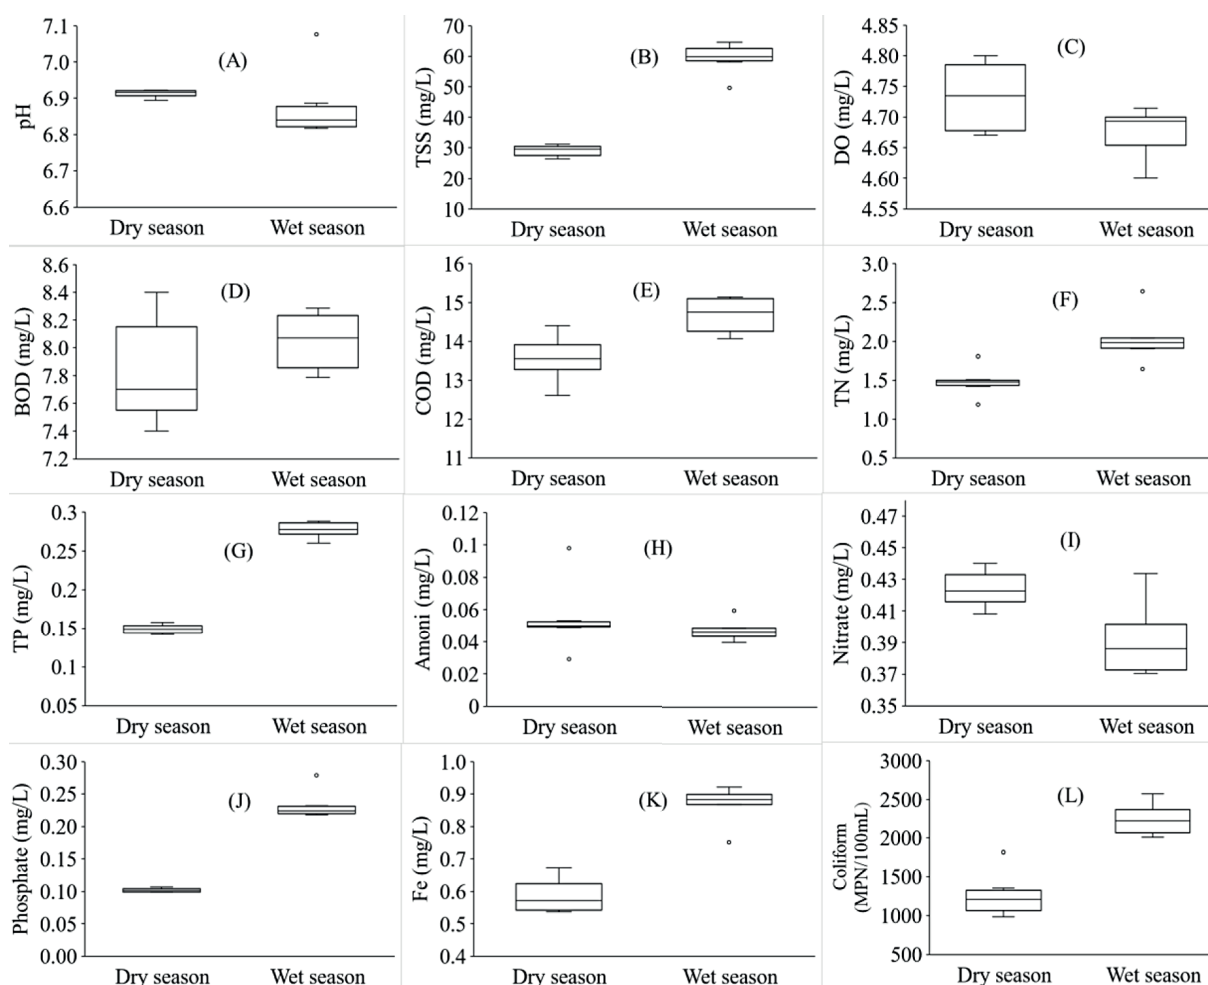 7.1
7.0
6.9
6.8
6.7
6.6
pH
(A)
Dry season
Wet season
70
60
50
40
30
20
10
TSS (mg/L)
(B)
Dry season
Wet season
4.85
4.80
4.75
4.70
4.65
4.60
4.55
DO (mg/L)
(C)
Dry season
Wet season
8.6
8.4
8.2
8.0
7.8
7.6
7.4
7.2
BOD (mg/L)
(D)
Dry season
Wet season
16
15
14
13
12
11
COD (mg/L)
(E)
Dry season
Wet season
3.0
2.5
2.0
1.5
1.0
0.5
TN (mg/L)
(F)
Dry season
Wet season
0.3
0.25
0.2
0.15
0.1
0.05
TP (mg/L)
(G)
Dry season
Wet season
0.12
0.1
0.08
0.06
0.04
0.02
0
Amoni (mg/L)
(H)
Dry season
Wet season
0.47
0.45
0.43
0.41
0.39
0.37
0.35
Nitrate (mg/L)
(I)
Dry season
Wet season
0.30
0.25
0.20
0.15
0.10
0.05
0.00
Phosphate (mg/L)
(J)
Dry season
Wet season
1.0
0.9
0.8
0.7
0.6
0.5
0.4
Fe (mg/L)
(K)
Dry season
Wet season
3000
2500
2000
1500
1000
500
Coliform
(MPN/100mL)
(L)
Dry season
Wet season